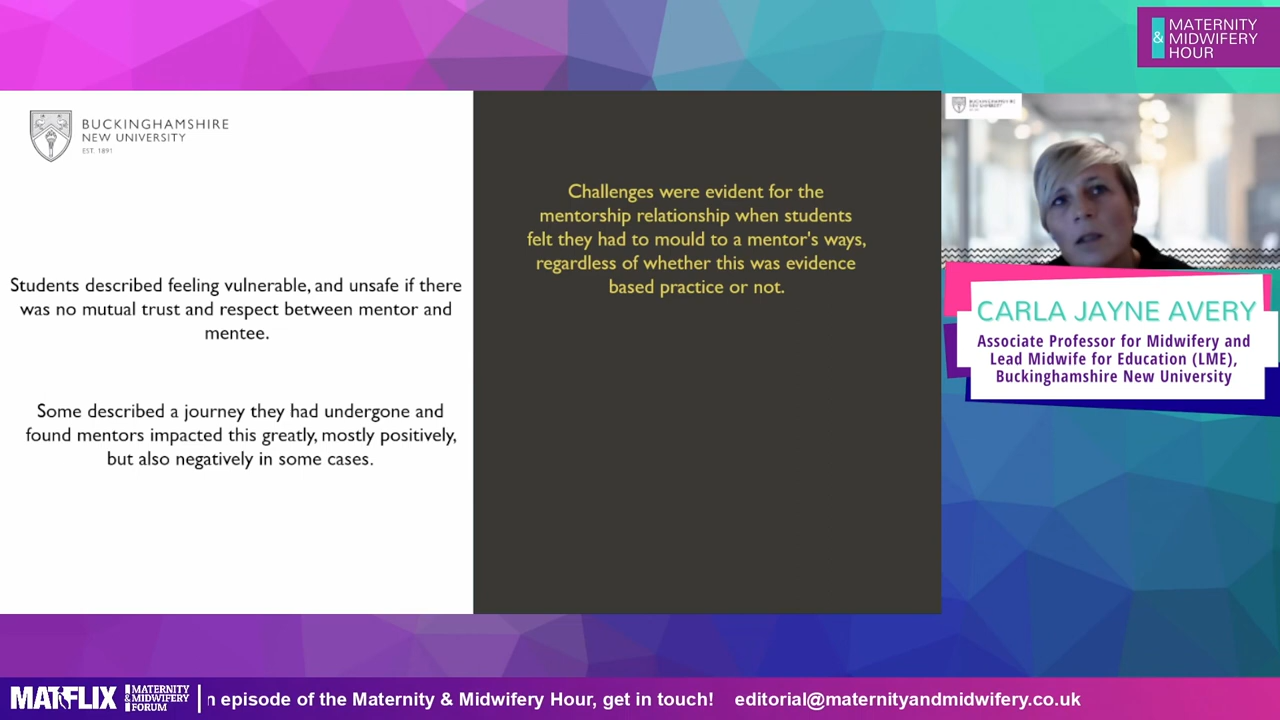 MATERNITY
& MIDWIFERY
HOUR
BUCKINGHAMSHIRE
NEW UNIVERSITY
EST. 1891
Students described feeling vulnerable, and unsafe if there
was no mutual trust and respect between mentor and
mentee.
Some described a journey they had undergone and
found mentors impacted this greatly, mostly positively,
but also negatively in some cases.
Challenges were evident for the
mentorship relationship when students
felt they had to mould to a mentor's ways,
regardless of whether this was evidence
based practice or not.
CARLA JAYNE AVERY
Associate Professor for Midwifery and
Lead Midwife for Education (LME),
Buckinghamshire New University
MATFLIX
MATERNITY
& MIDWIFERY
FORUM
n episode of the Maternity & Midwifery Hour, get in touch! editorial@maternityandmidwifery.co.uk